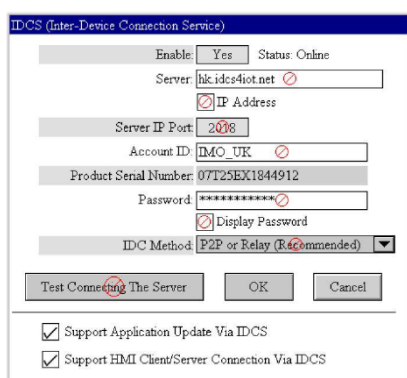 IDCS (Inter-Device Connection Service)
Enable: Yes Status: Online
Server: hk.idcs4iot.net
IP Address
Server IP Port: 2018
Account ID: IMO_UK
Product Serial Number: 07T25EX1844912
Password: ***********
Display Password
IDC Method: P2P or Relay (Recommended)
Test Connecting The Server OK Cancel
Support Application Update Via IDCS
Support HMI Client/Server Connection Via IDCS